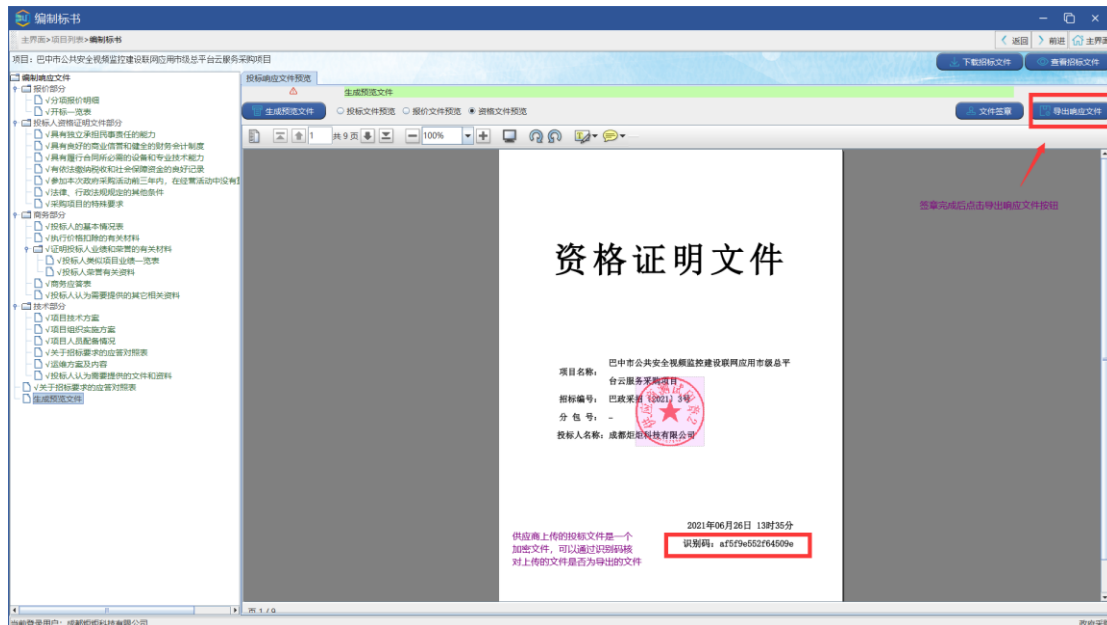 编制标书
主界面>项目列表>编制标书
返回
前进
主界面
项目：巴中市公共安全视频监控建设联网应用市级总平台云服务采购项目
下载招标文件
查看招标文件
编制响应文件
报价部分
√分项报价明细
√开标一览表
投标人资格证明文件部分
√具有独立承担民事责任的能力
√具有良好的商业信誉和健全的财务会计制度
√具有履行合同所必需的设备和专业技术能力
√有依法缴纳税收和社会保障资金的良好记录
√参加本次政府采购活动前三年内，在经营活动中没有
√法律、行政法规规定的其他条件
√采购项目的特殊要求
商务部分
√投标人的基本情况表
√执行价格扣除的有关材料
√证明投标人业绩和荣誉的有关材料
√投标人类似项目业绩一览表
√投标人荣誉有关资料
√商务应答表
√投标人认为需要提供的其它相关资料
技术部分
√项目技术方案
√项目组织实施方案
√项目人员配备情况
√关于招标要求的应答对照表
√运维方案及内容
√投标人认为需要提供的文件和资料
√关于招标要求的应答对照表
生成预览文件
投标响应文件预览
生成预览文件
生成预览文件
投标文件预览
报价文件预览
资格文件预览
文件签章
导出响应文件
1
共9页
100%
签章完成后点击导出响应文件按钮
资格证明文件
项目名称：
巴中市公共安全视频监控建设联网应用市级总平
台云服务采购项目
招标编号：
巴政采招（2021）3号
分 包 号：
-
投标人名称：
成都炬炬科技有限公司
2021年06月26日 13时35分
识别码：af5f9e552f64509e
供应商上传的投标文件是一个
加密文件，可以通过识别码核
对上传的文件是否为导出的文件
页 1 / 9
当前登录用户：成都炬炬科技有限公司
政府采购